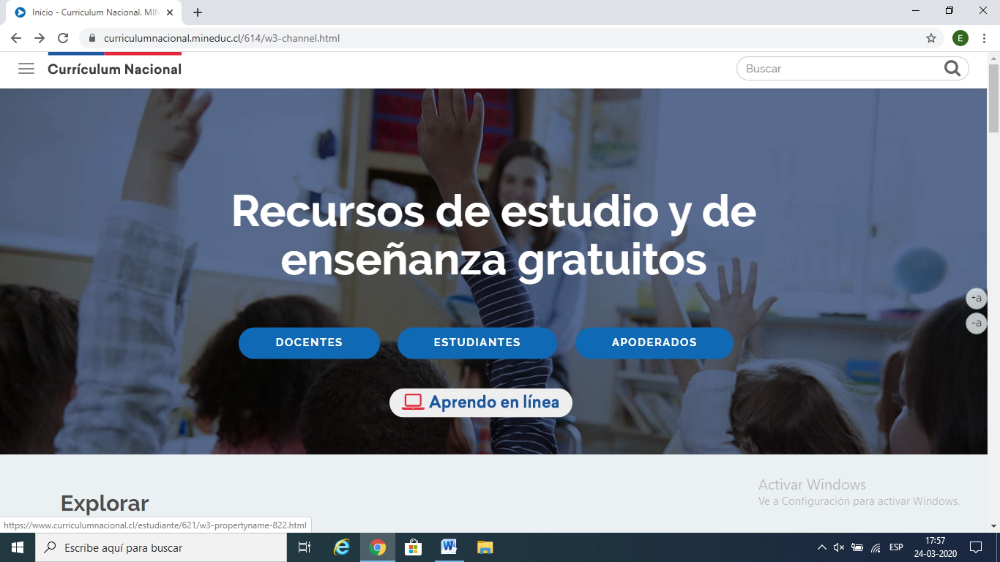 Inicio - Curriculum Nacional. MIN
curriculumnacional.mineduc.cl/614/w3-channel.html
E
Currículum Nacional
Buscar
Recursos de estudio y de
enseñanza gratuitos
+a
-a
DOCENTES ESTUDIANTES APODERADOS
Aprendo en línea
Activar Windows
Ve a Configuración para activar Windows.
Explorar
https://www.curriculumnacional.cl/estudiante/621/w3-propertyname-822.html
Escribe aquí para buscar
ESP
17:57
24-03-2020